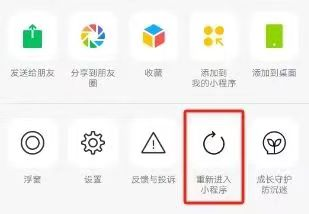 发送给朋友
分享到朋友
圈
收藏
添加到
我的小程序
添加到桌面
浮窗
设置
反馈与投诉
重新进入
小程序
成长守护
防沉迷